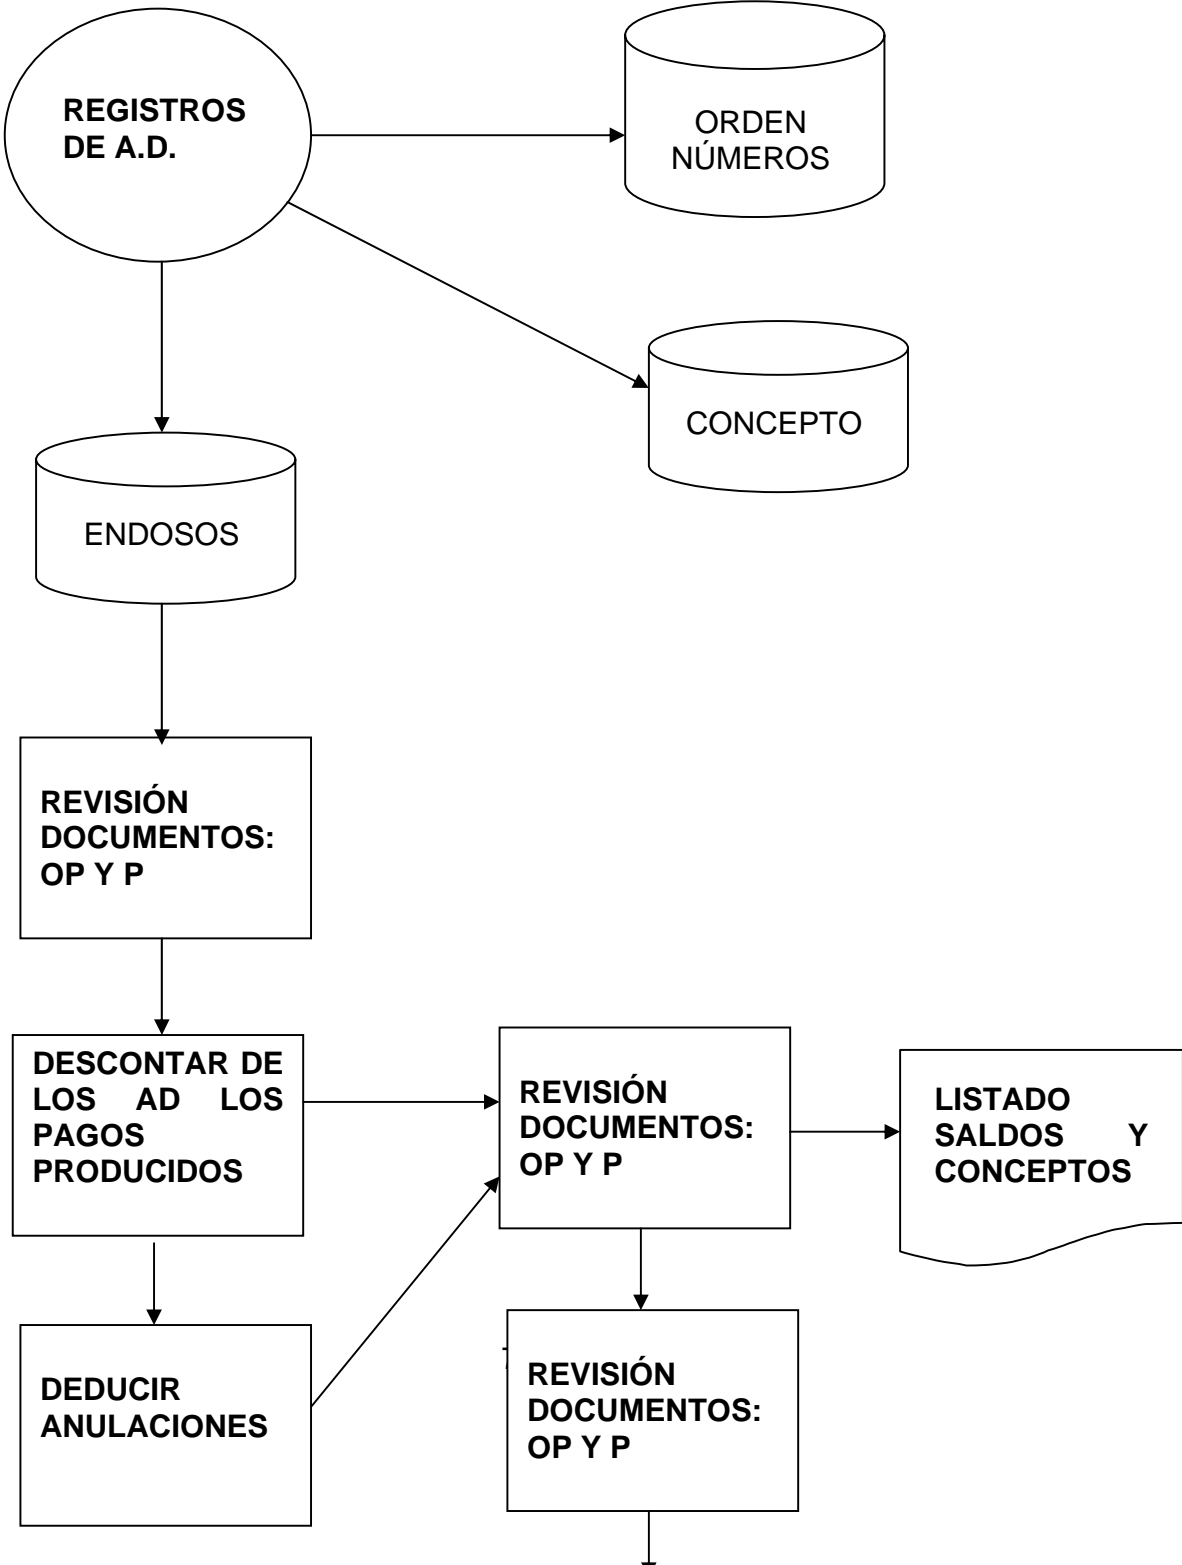 REGISTROS
DE A.D.
ORDEN
NÚMEROS
CONCEPTO
ENDOSOS
REVISIÓN
DOCUMENTOS:
OP Y P
DESCONTAR DE
LOS AD LOS
PAGOS
PRODUCIDOS
REVISIÓN
DOCUMENTOS:
OP Y P
LISTADO
SALDOS Y
CONCEPTOS
DEDUCIR
ANULACIONES
REVISIÓN
DOCUMENTOS:
OP Y P